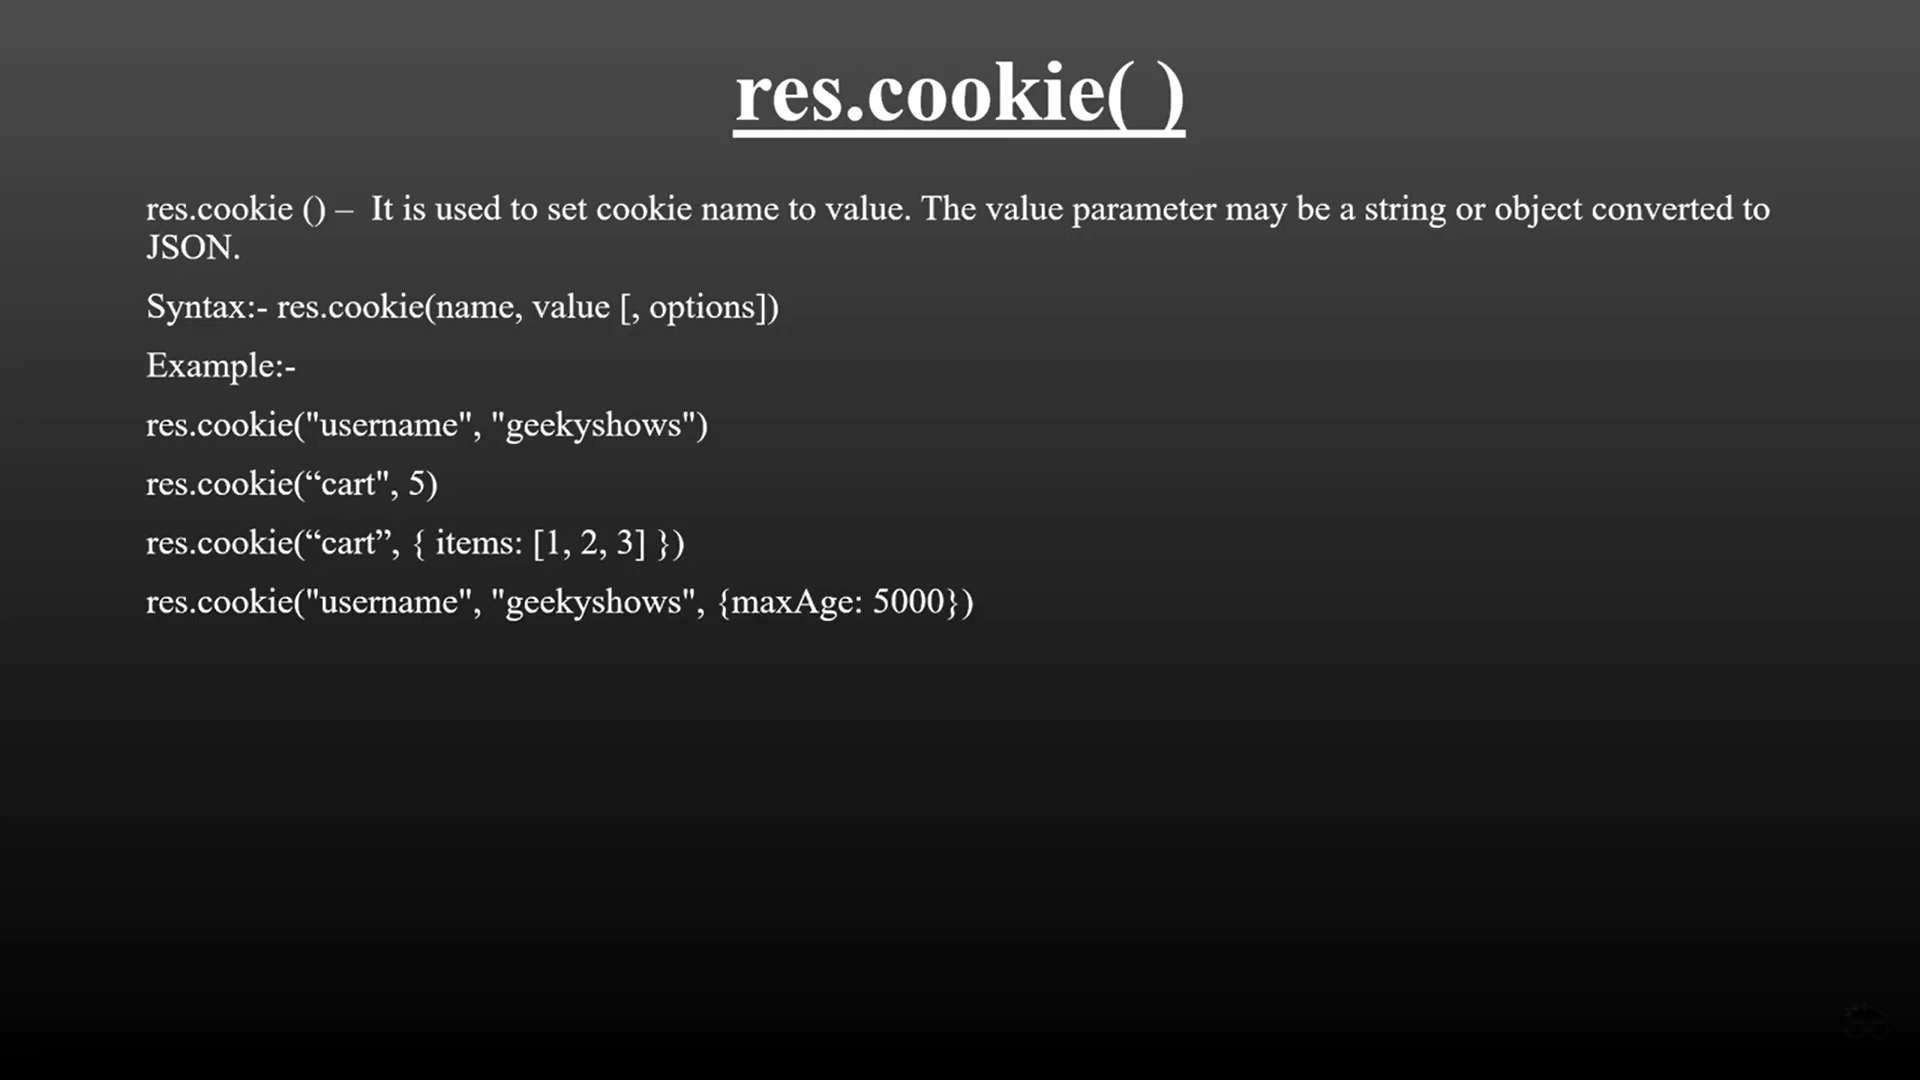 res.cookie( )
res.cookie () –  It is used to set cookie name to value. The value parameter may be a string or object converted to
JSON.
Syntax:- res.cookie(name, value [, options])
Example:-
res.cookie("username", "geekyshows")
res.cookie(“cart", 5)
res.cookie(“cart”, { items: [1, 2, 3] })
res.cookie("username", "geekyshows", {maxAge: 5000})